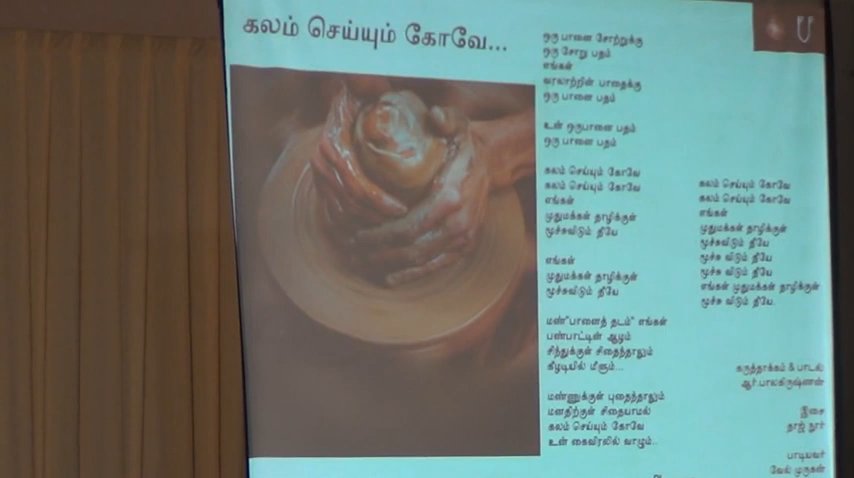 கலம் செய்யும் கோவே...
ஒரு பானை சோற்றுக்கு
ஒரு சோறு பதம்
எங்கள்
வரலாற்றின் பாதைக்கு
ஒரு பானை பதம்
உன் ஒருபானை பதம்
ஒரு பானை பதம்
கலம் செய்யும் கோவே
கலம் செய்யும் கோவே
எங்கள்
முதுமக்கள் தாழிக்குள்
மூச்சுவிடும் தீயே
எங்கள்
முதுமக்கள் தாழிக்குள்
மூச்சுவிடும் தீயே
மண்"பானைத் தடம்" எங்கள்
பண்பாட்டின் ஆழம்
சிந்துக்குள் சிதைந்தாலும்
கீழடியில் மீளும்...
மண்ணுக்குள் புதைந்தாலும்
மனதிற்குள் சிதையாமல்
கலம் செய்யும் கோவே
உன் கைவிரலில் வாழும்..
கலம் செய்யும் கோவே
கலம் செய்யும் கோவே
எங்கள்
முதுமக்கள் தாழிக்குள்
மூச்சுவிடும் தீயே
மூச்சு விடும் தீயே
மூச்சு விடும் தீயே
எங்கள் முதுமக்கள் தாழிக்குள்
மூச்சு விடும் தீயே.
கருத்தாக்கம் & பாடல்
ஆர்.பாலகிருஷ்ணன்
இசை
தாஜ் நூர்
பாடியவர்
வேல் முருகன்